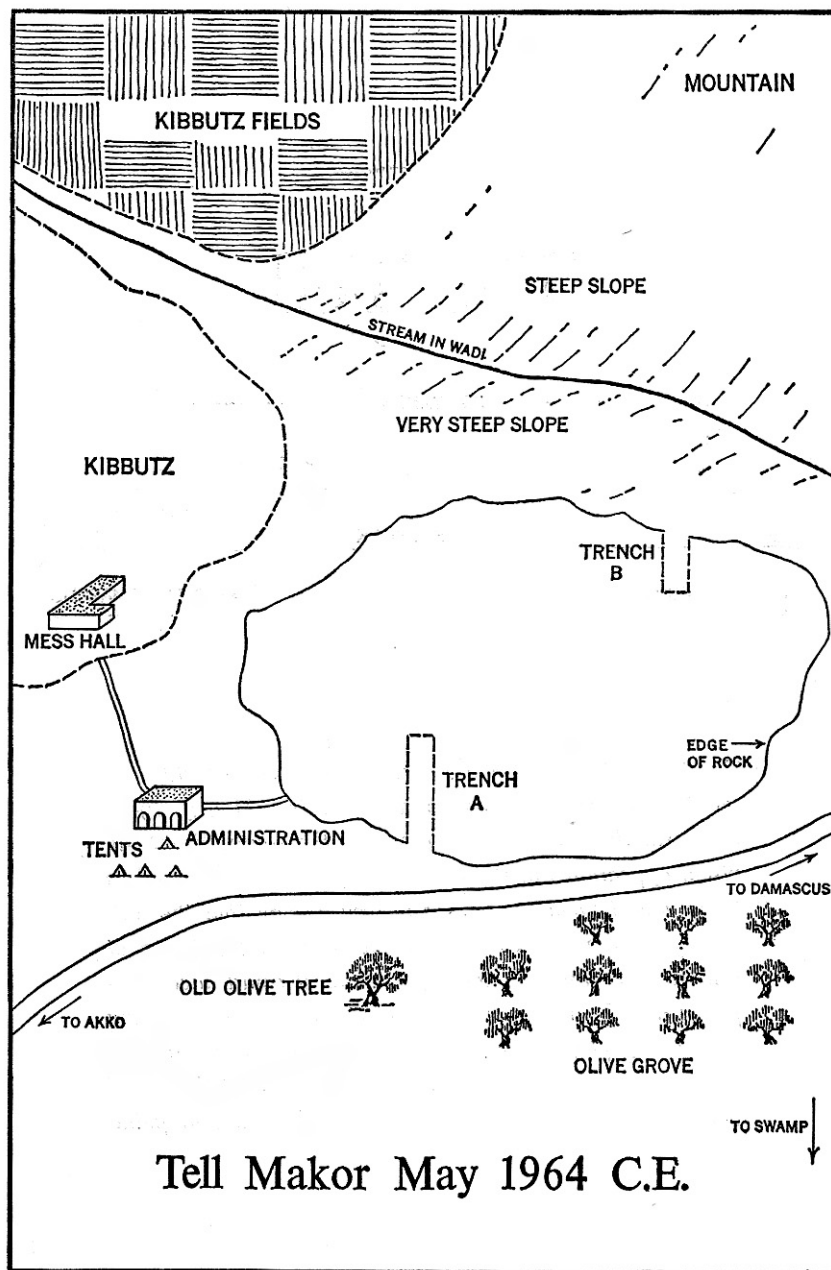 MOUNTAIN
KIBBUTZ FIELDS
STEEP SLOPE
STREAM IN WADI
VERY STEEP SLOPE
KIBBUTZ
TRENCH
B
MESS HALL
EDGE
OF ROCK
TRENCH
A
ADMINISTRATION
TENTS
TO DAMASCUS
OLD OLIVE TREE
TO AKKO
OLIVE GROVE
TO SWAMP
Tell Makor May 1964 C.E.